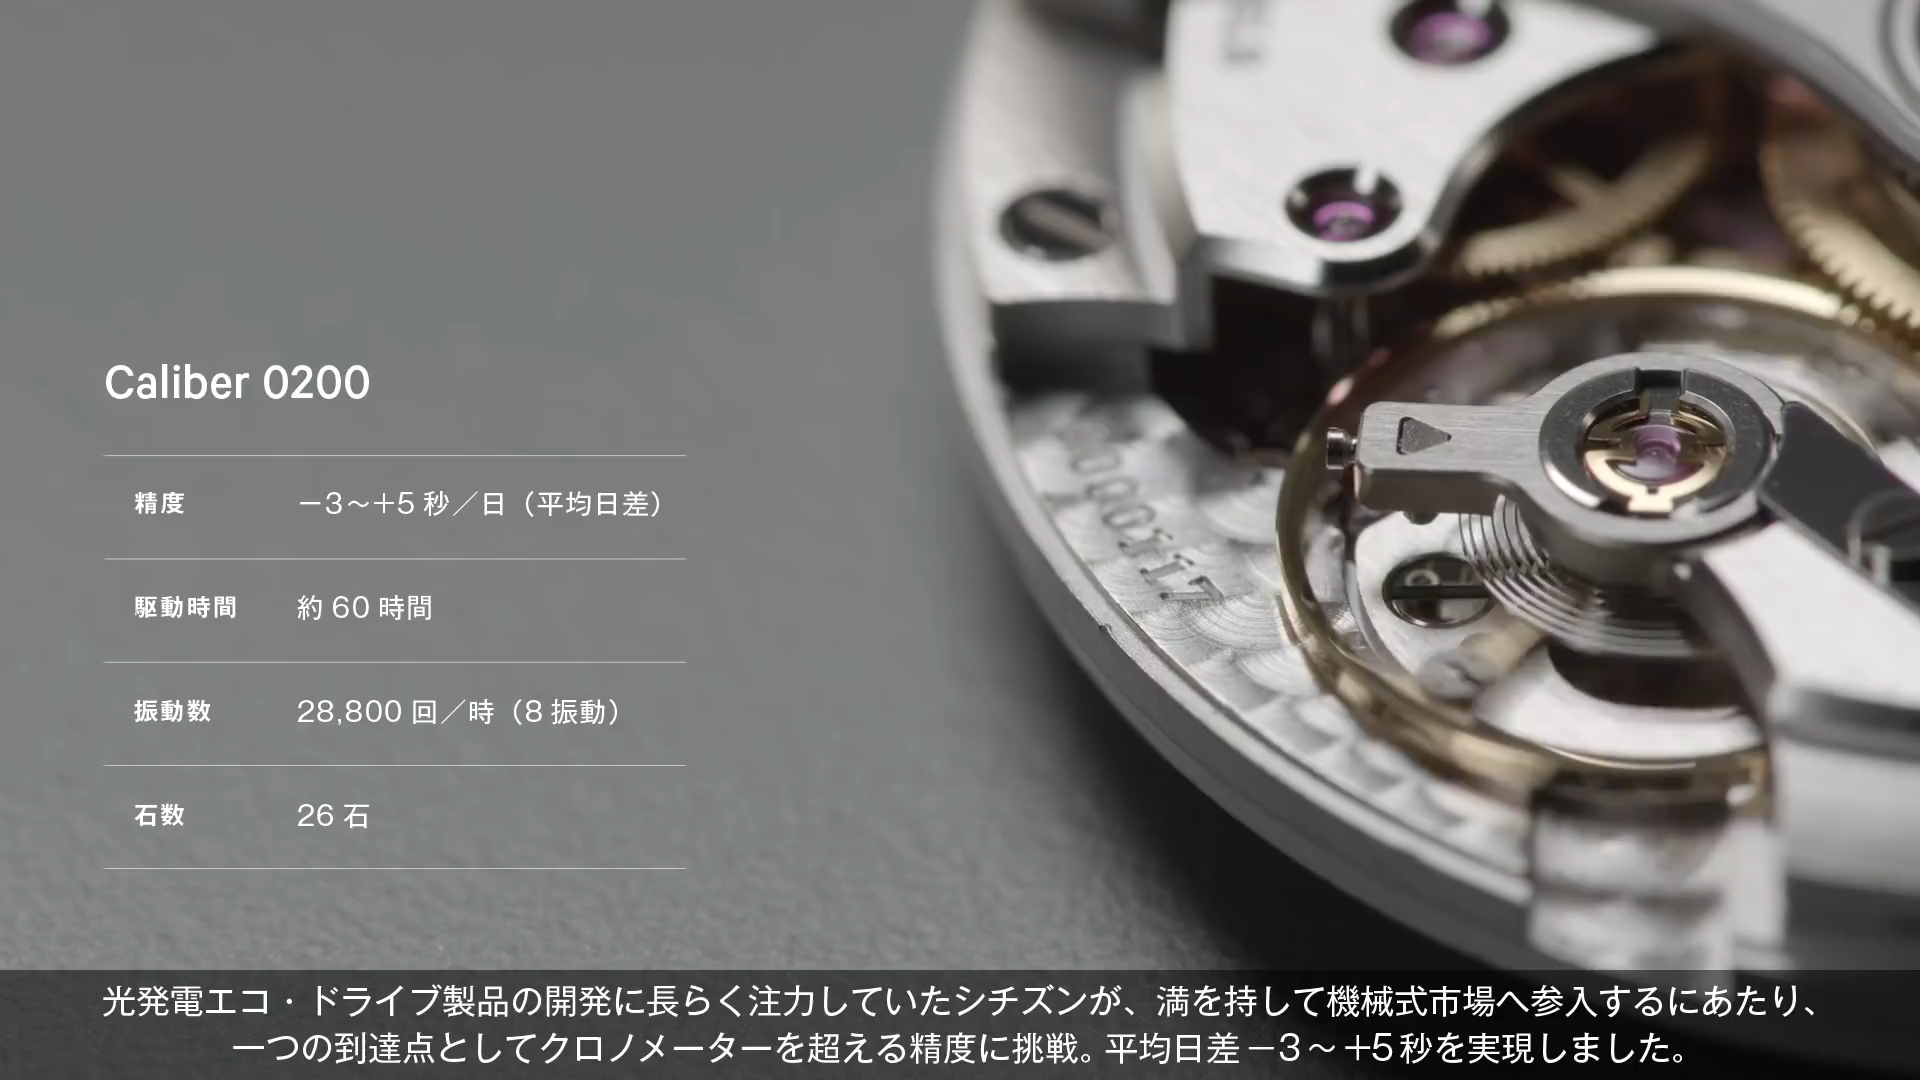 Caliber 0200
精度 −3〜+5 秒／日（平均日差）
駆動時間 約 60 時間
振動数 28,800 回／時（8 振動）
石数 26 石
光発電エコ・ドライブ製品の開発に長らく注力していたシチズンが、満を持して機械式市場へ参入するにあたり、
一つの到達点としてクロノメーターを超える精度に挑戦。平均日差 −3 〜 +5 秒を実現しました。